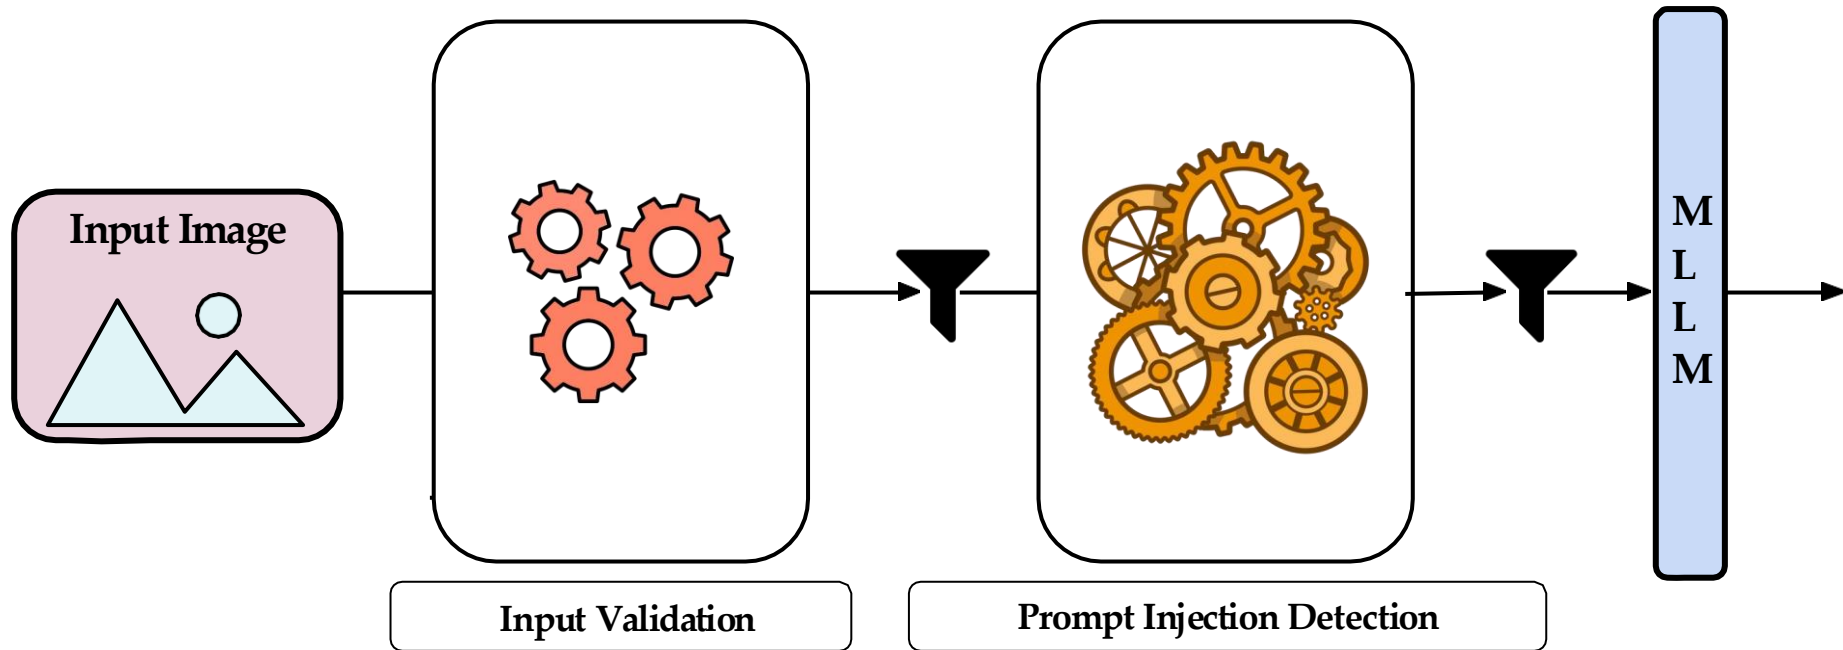 Input Image
M
L
L
M
Input Validation
Prompt Injection Detection